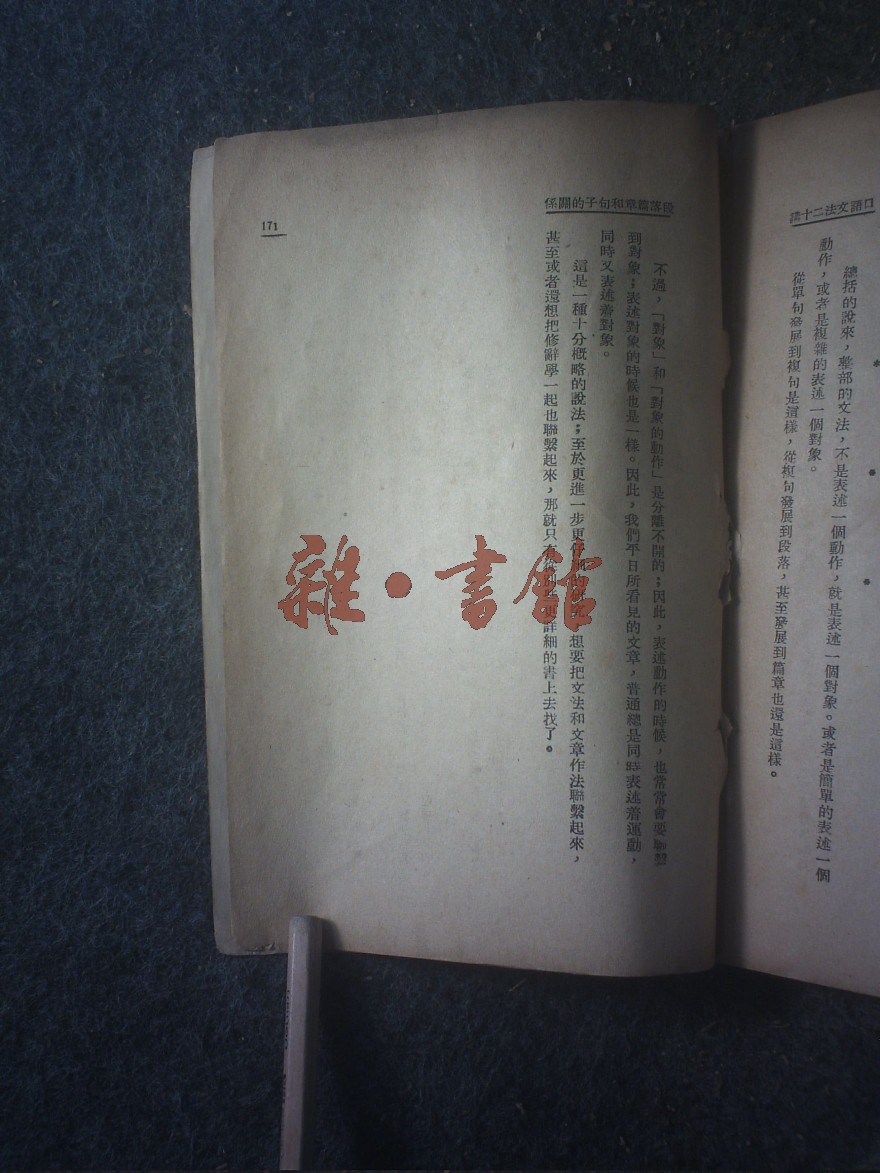 口語文法二十講
總括的說來，整部的文法，不是表述一個動作，就是表述一個對象。或者是簡單的表述一個
動作，或者是複雜的表述一個對象。
從單句發展到複句是這樣，從複句發展到段落，甚至發展到篇章也還是這樣。
段落篇章和句子的關係
不過，「對象」和「對象的動作」是分離不開的；因此，表述動作的時候，也常常會要聯繫
到對象；表述對象的時候也是一樣。因此，我們平日所看見的文章，普通總是同時表述着運動，
同時又表述着對象。
這是一種十分概略的說法；至於更進一步更 想要把文法和文章作法聯繫起來，
甚至或者還想把修辭學一起也聯繫起來，那就只有 詳細的書上去找了。
171
雜·書館